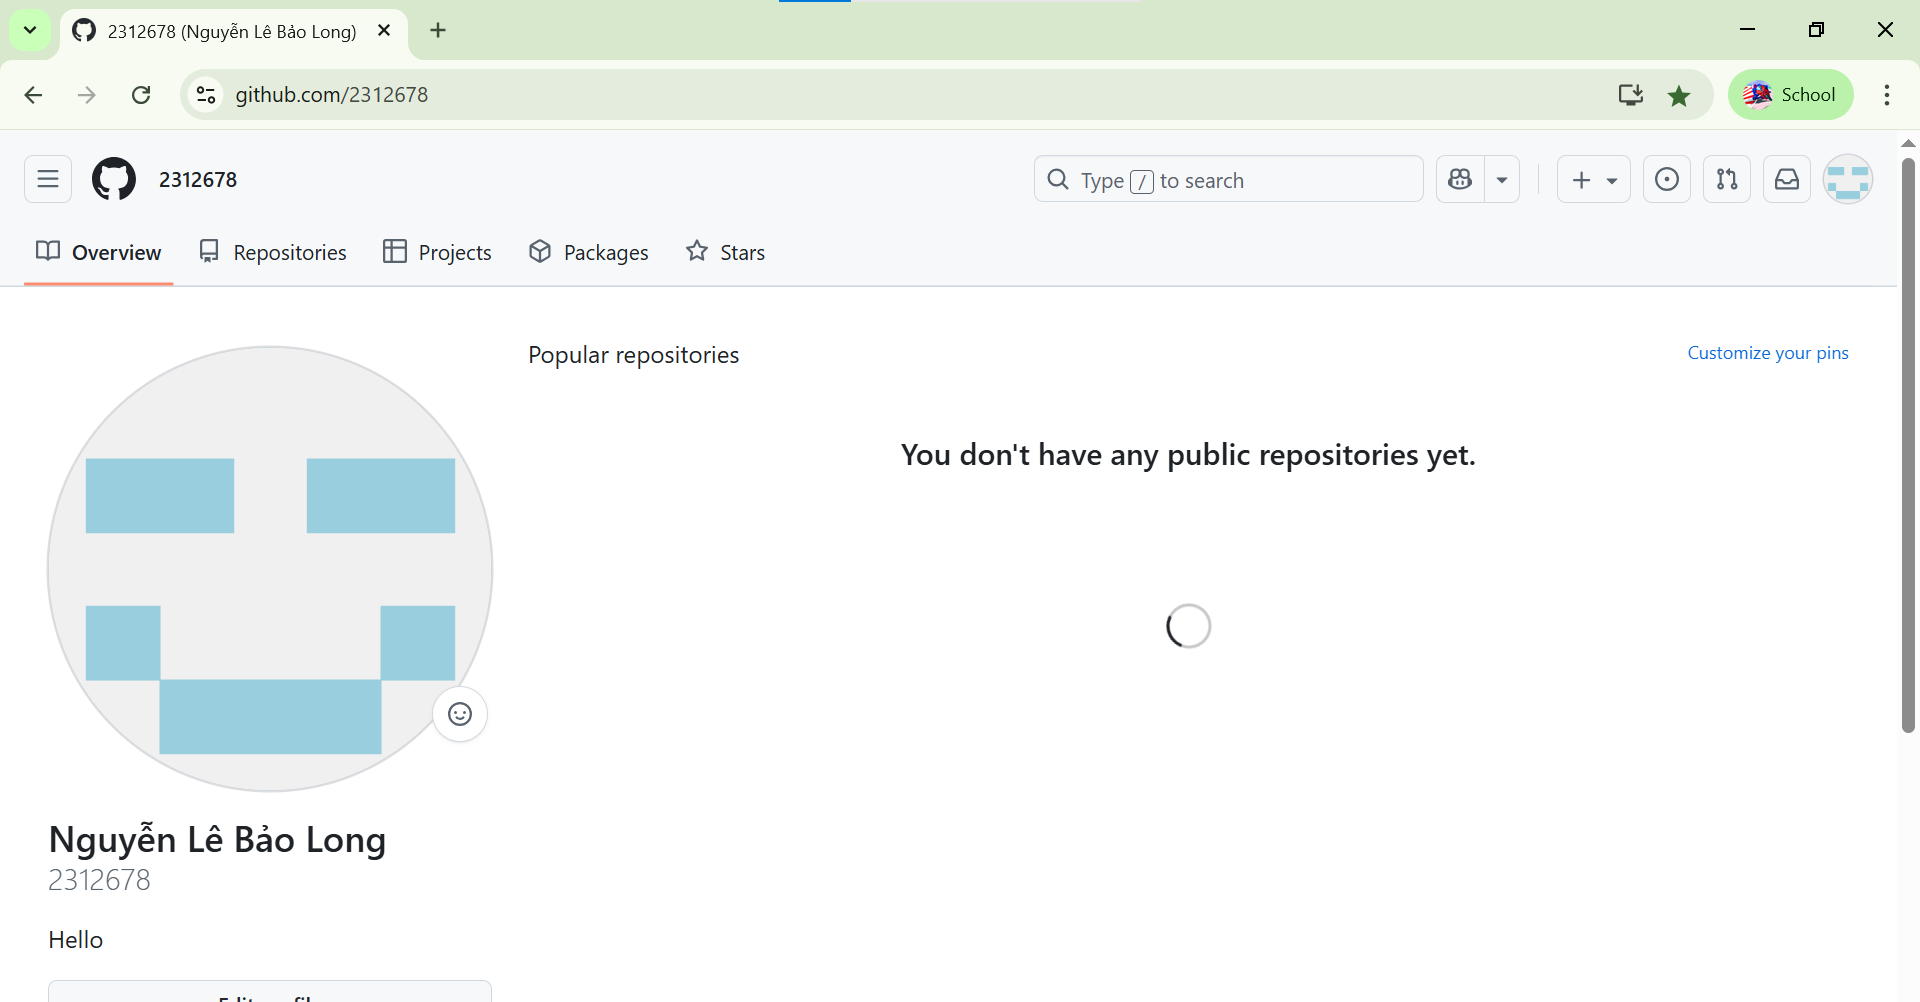 2312678 (Nguyễn Lê Bảo Long)
github.com/2312678
School
2312678
Type / to search
Overview
Repositories
Projects
Packages
Stars
Popular repositories
Customize your pins
You don't have any public repositories yet.
Nguyễn Lê Bảo Long
2312678
Hello